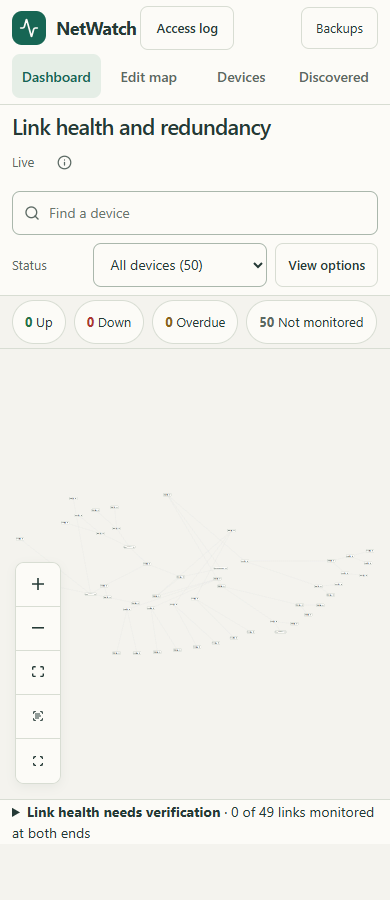 NetWatch
Access log
Backups
Dashboard
Edit map
Devices
Discovered
Link health and redundancy
Live
Find a device
Status
All devices (50)
View options
0 Up
0 Down
0 Overdue
50 Not monitored
Link health needs verification · 0 of 49 links monitored
at both ends